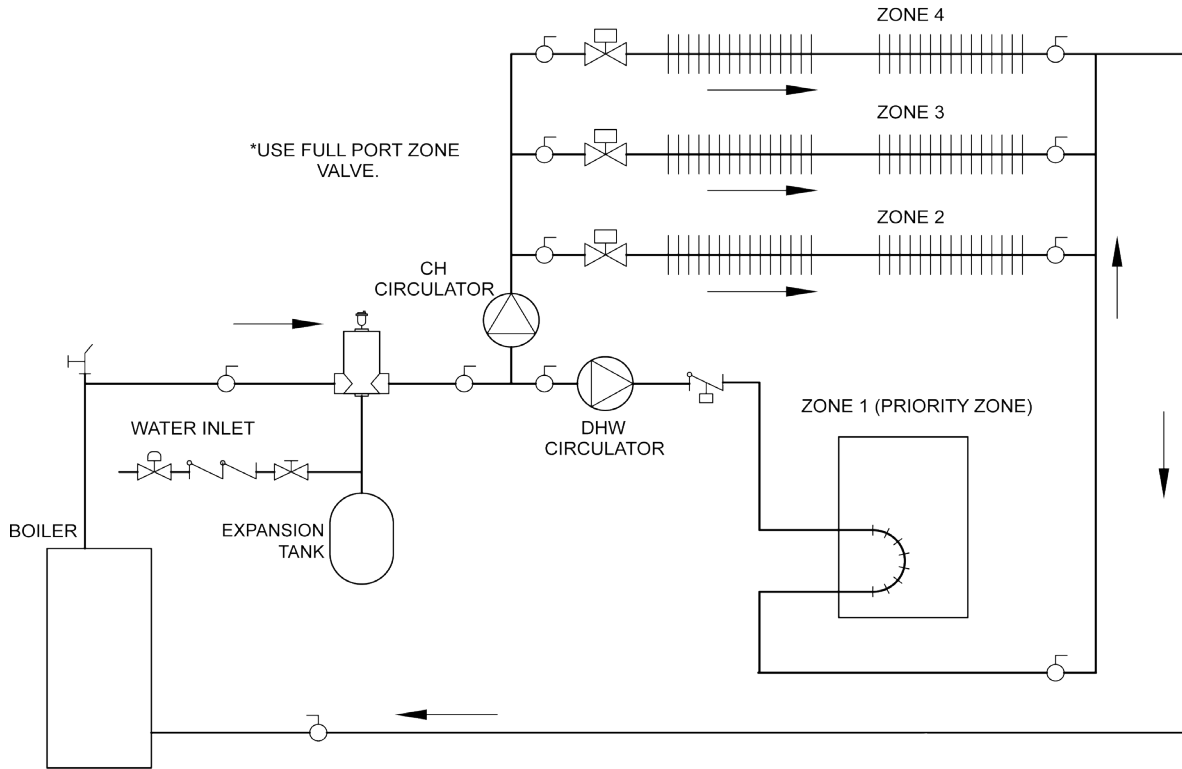 ZONE 4
ZONE 3
*USE FULL PORT ZONE
VALVE.
ZONE 2
CH
CIRCULATOR
ZONE 1 (PRIORITY ZONE)
WATER INLET
DHW
CIRCULATOR
BOILER
EXPANSION
TANK